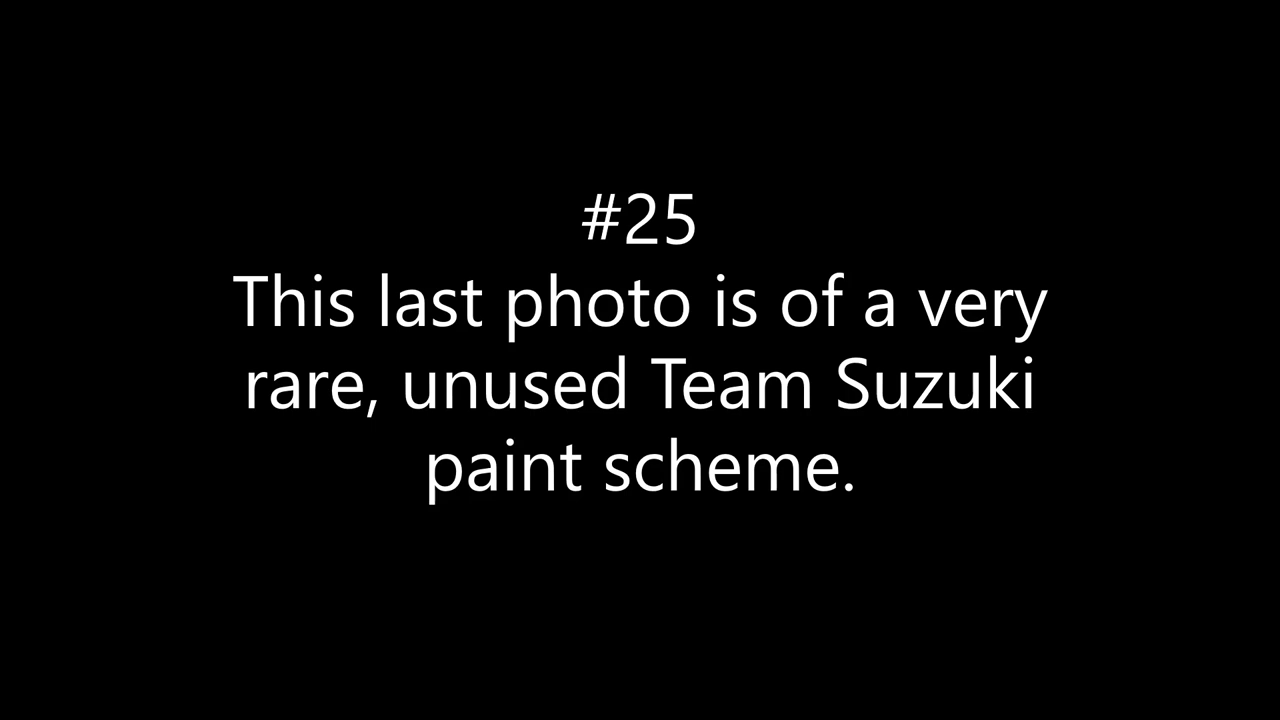 #25
This last photo is of a very
rare, unused Team Suzuki
paint scheme.